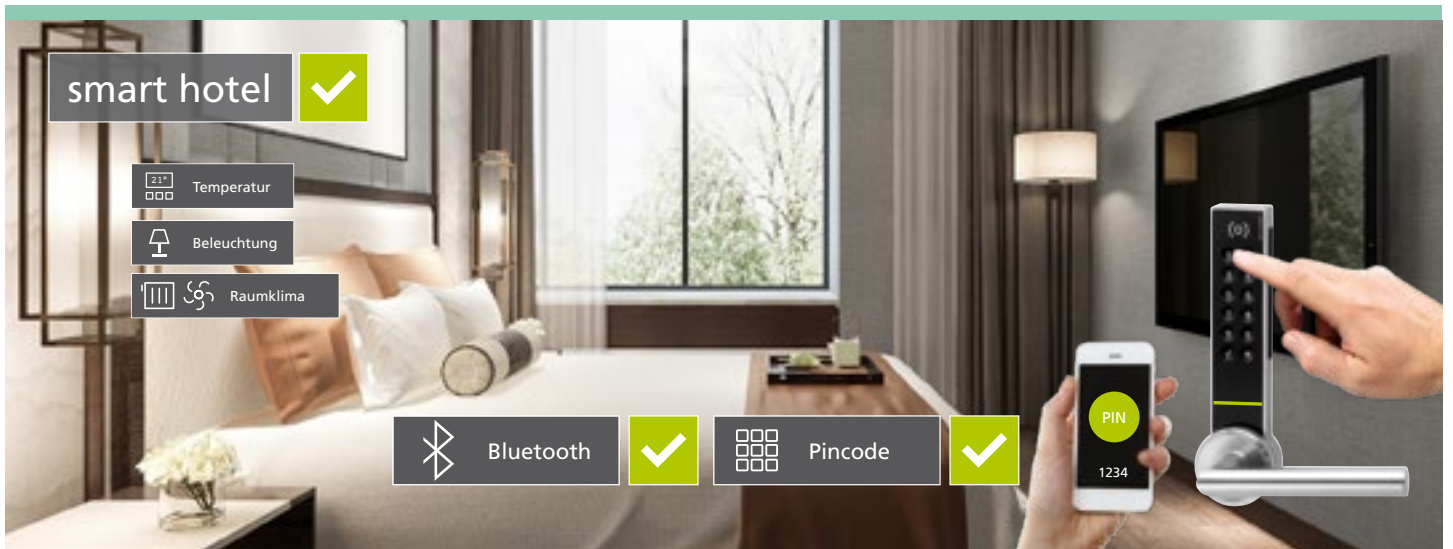 smart hotel
21°
Temperatur
Beleuchtung
Raumklima
Bluetooth
Pincode
PIN
1234